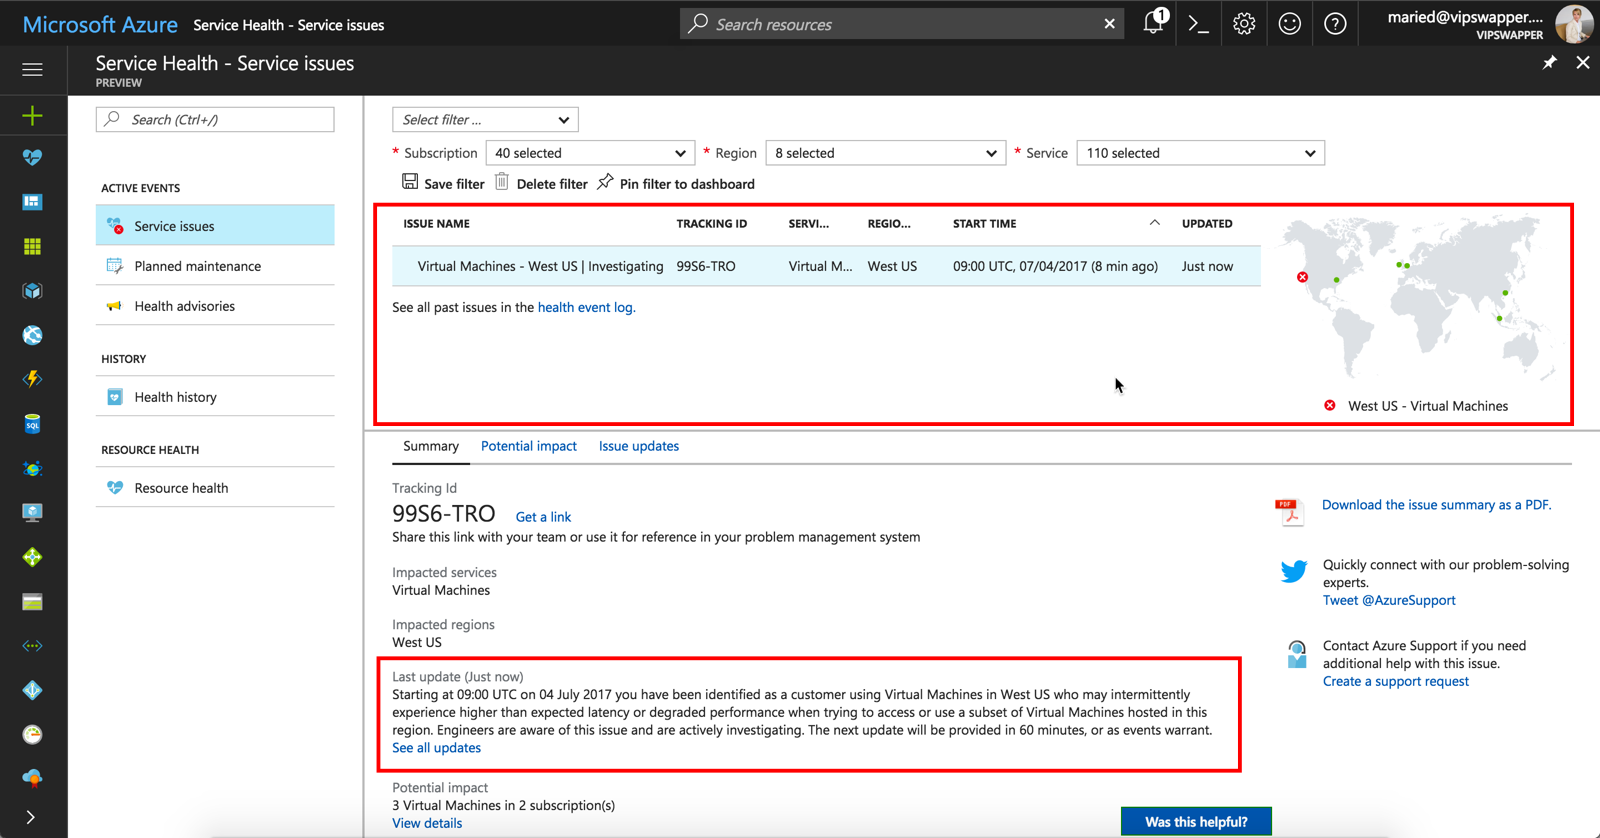 Microsoft Azure Service Health - Service issues
Search resources
1
maried@vipswapper....
VIPSWAPPER
Service Health - Service issues
PREVIEW
Search (Ctrl+/)
ACTIVE EVENTS
Service issues
Planned maintenance
Health advisories
HISTORY
Health history
RESOURCE HEALTH
Resource health
SQL
Select filter ...
* Subscription 40 selected * Region 8 selected * Service 110 selected
Save filter Delete filter Pin filter to dashboard
ISSUE NAME TRACKING ID SERVI... REGIO... START TIME UPDATED
Virtual Machines - West US | Investigating 99S6-TRO Virtual M... West US 09:00 UTC, 07/04/2017 (8 min ago) Just now
See all past issues in the health event log.
West US - Virtual Machines
Summary Potential impact Issue updates
Tracking Id
99S6-TRO Get a link
Share this link with your team or use it for reference in your problem management system
Impacted services
Virtual Machines
Impacted regions
West US
Last update (Just now)
Starting at 09:00 UTC on 04 July 2017 you have been identified as a customer using Virtual Machines in West US who may intermittently
experience higher than expected latency or degraded performance when trying to access or use a subset of Virtual Machines hosted in this
region. Engineers are aware of this issue and are actively investigating. The next update will be provided in 60 minutes, or as events warrant.
See all updates
Potential impact
3 Virtual Machines in 2 subscription(s)
View details
PDF
Download the issue summary as a PDF.
Quickly connect with our problem-solving
experts.
Tweet @AzureSupport
Contact Azure Support if you need
additional help with this issue.
Create a support request
Was this helpful?